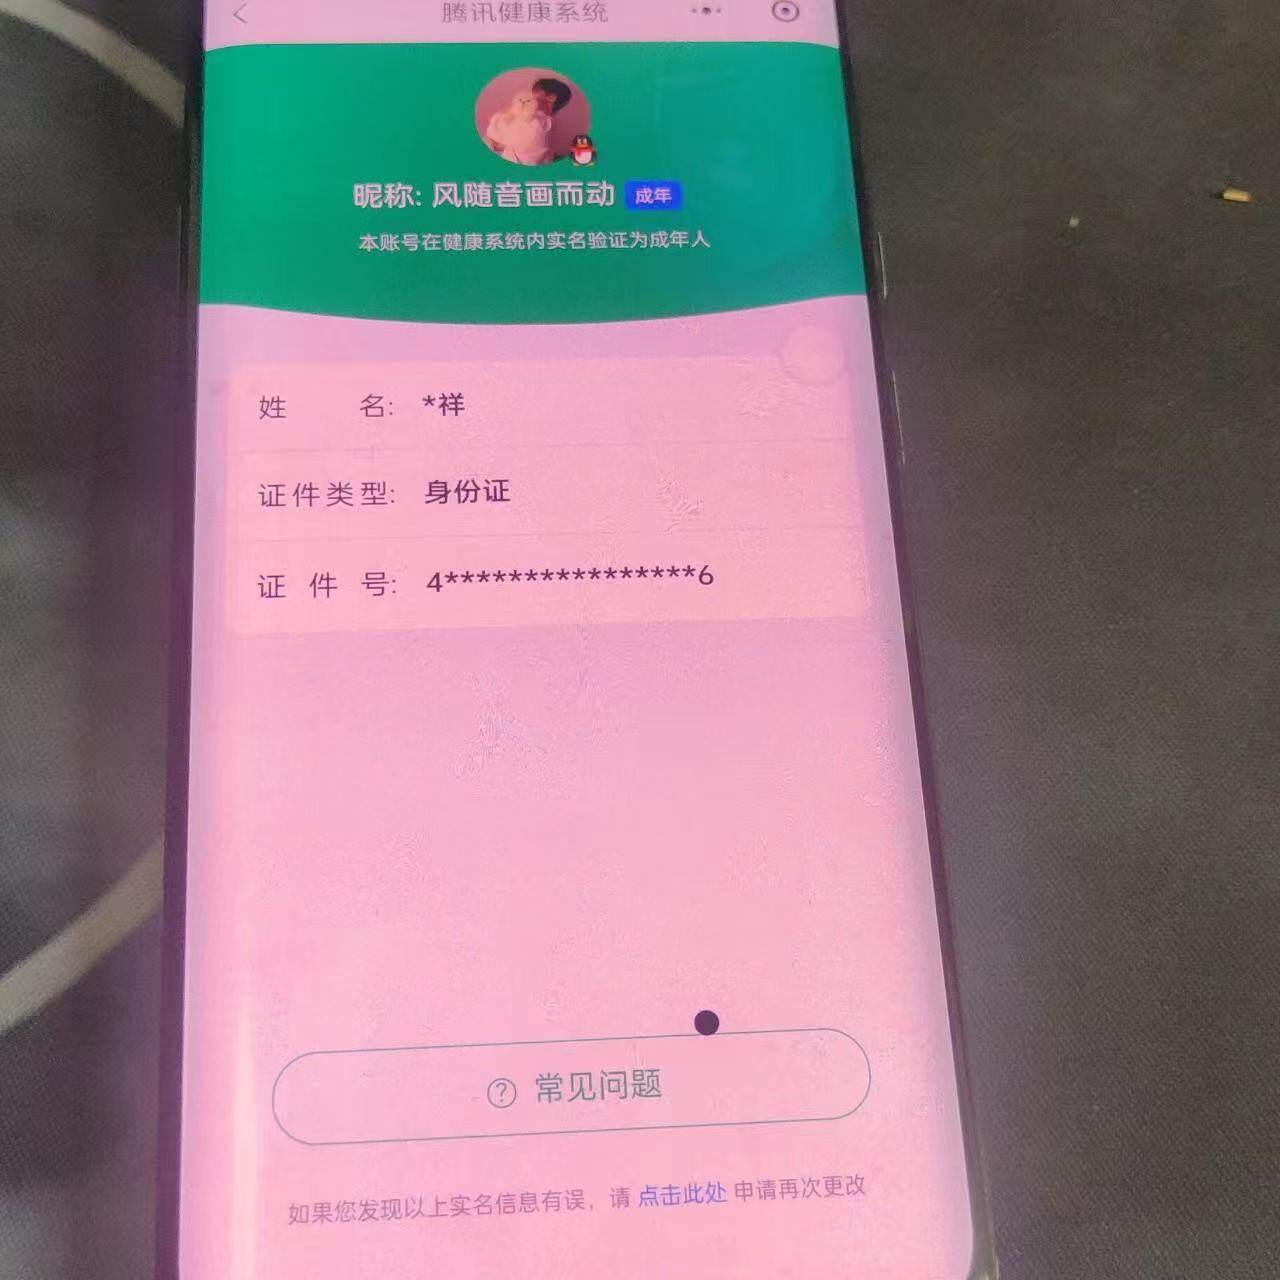 腾讯健康系统
昵称: 风随音画而动 成年
本账号在健康系统内实名验证为成年人
姓名: *祥
证件类型: 身份证
证件号: 4****************6
常见问题
如果您发现以上实名信息有误，请 点击此处 申请再次更改